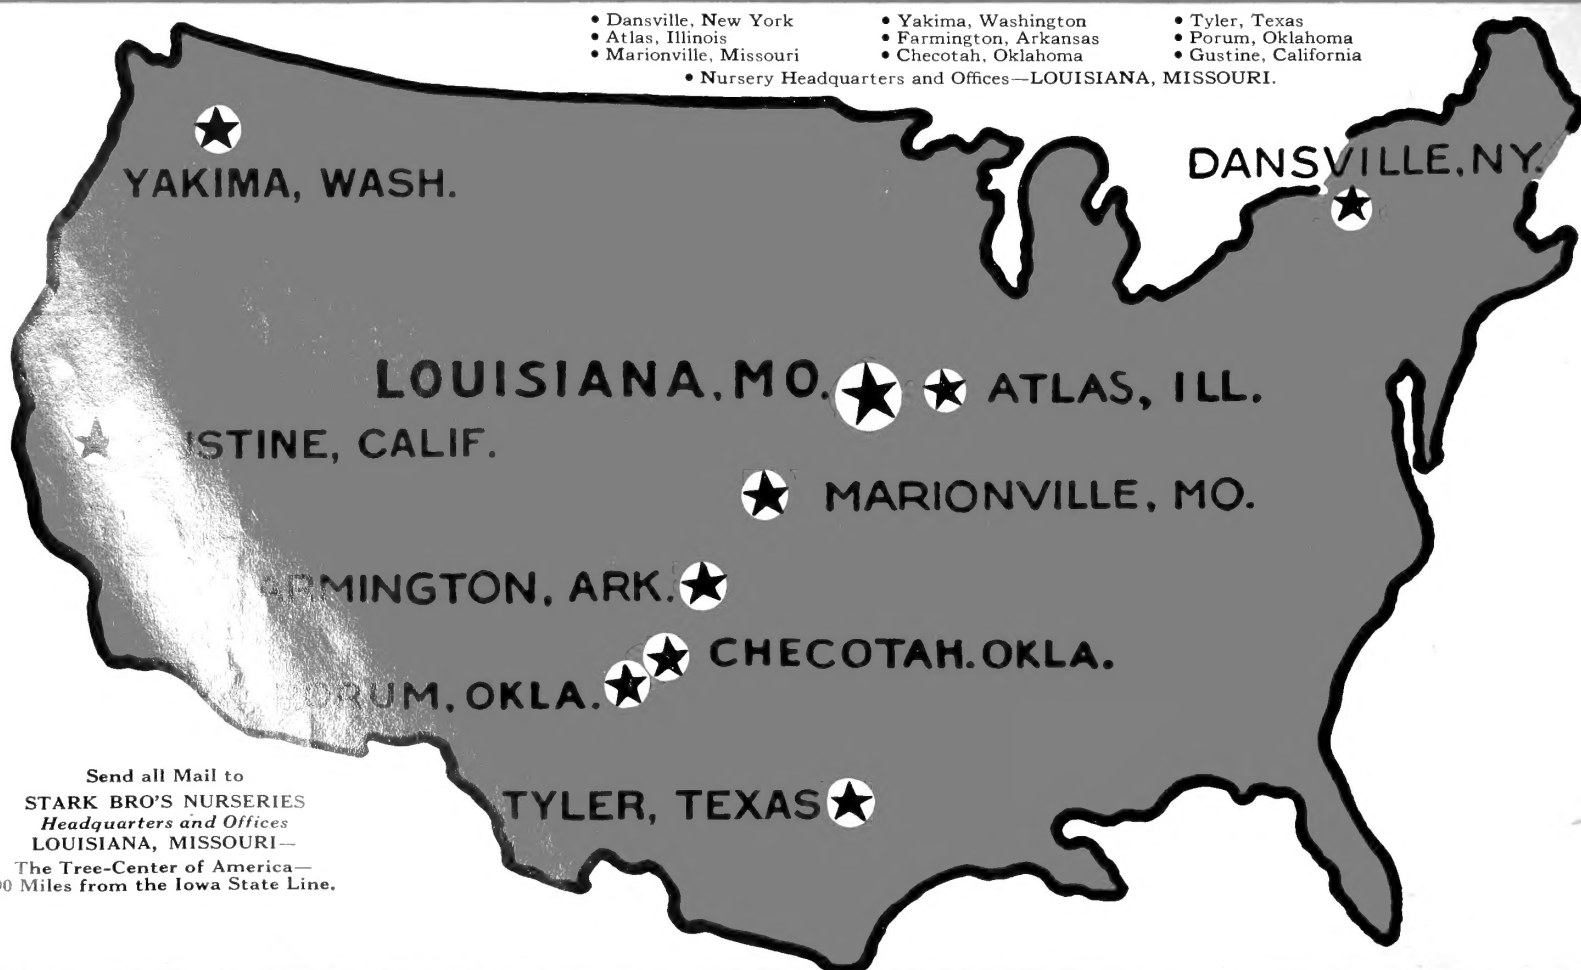 • Dansville, New York • Yakima, Washington • Tyler, Texas
• Atlas, Illinois • Farmington, Arkansas • Porum, Oklahoma
• Marionville, Missouri • Checotah, Oklahoma • Gustine, California
• Nursery Headquarters and Offices—LOUISIANA, MISSOURI.
DANSVILLE, NY.
YAKIMA, WASH.
LOUISIANA, MO.
ATLAS, ILL.
USTINE, CALIF.
MARIONVILLE, MO.
ARMINGTON, ARK.
CHECOTAH. OKLA.
PORUM, OKLA.
TYLER, TEXAS
Send all Mail to
STARK BRO'S NURSERIES
Headquarters and Offices
LOUISIANA, MISSOURI—
The Tree-Center of America—
Miles from the Iowa State Line.